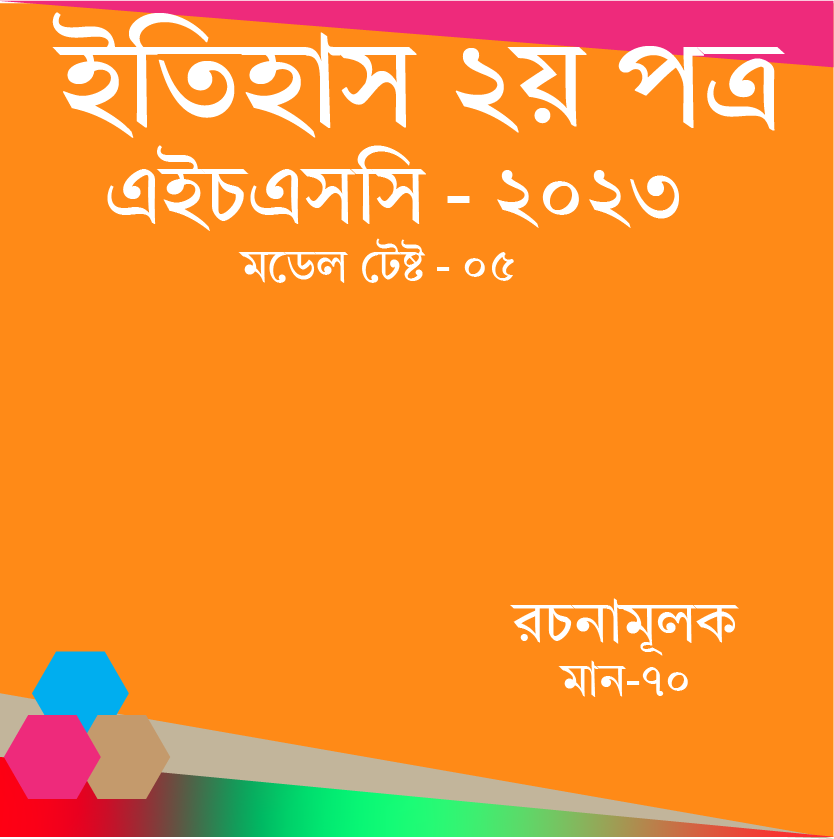 ইতিহাস ২য় পত্র
এইচএসসি - ২০২৩
মডেল টেষ্ট - ০৫
রচনামূলক
মান-৭০